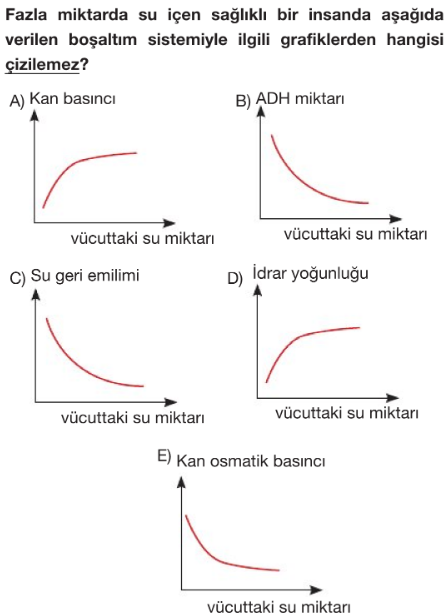 Fazla miktarda su içen sağlıklı bir insanda aşağıda
verilen boşaltım sistemiyle ilgili grafiklerden hangisi
çizilemez?
A) Kan basıncı
vücuttaki su miktarı
B) ADH miktarı
vücuttaki su miktarı
C) Su geri emilimi
vücuttaki su miktarı
D) İdrar yoğunluğu
vücuttaki su miktarı
E) Kan osmatik basıncı
vücuttaki su miktarı